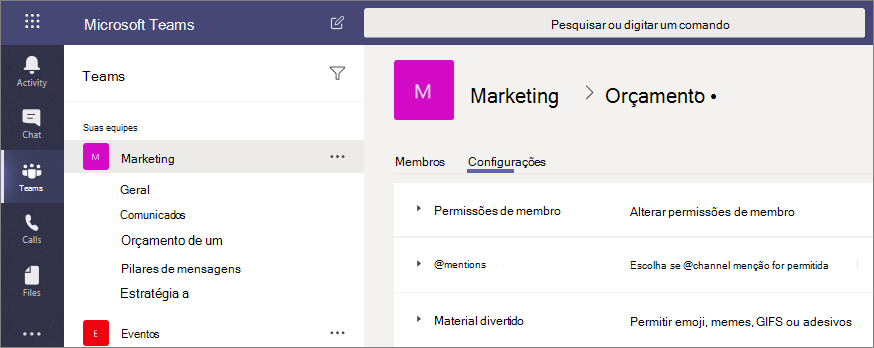 Microsoft Teams
Pesquisar ou digitar um comando
Activity
Chat
Teams
Calls
Files
Teams
Suas equipes
M
Marketing
Geral
Comunicados
Orçamento de um
Pilares de mensagens
Estratégia a
E
Eventos
M
Marketing
Orçamento •
Membros
Configurações
Permissões de membro
Alterar permissões de membro
@mentions
Escolha se @channel menção for permitida
Material divertido
Permitir emoji, memes, GIFS ou adesivos